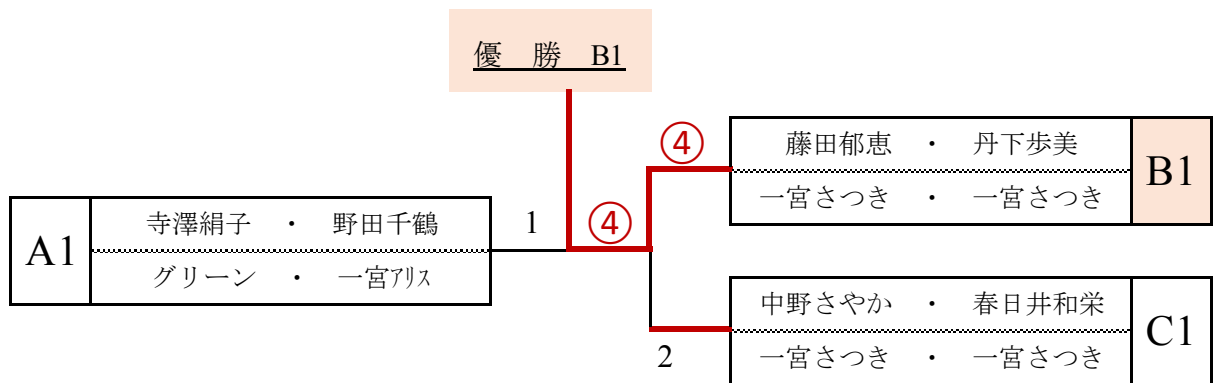 優　勝　B1
④
藤田郁恵　・　丹下歩美
一宮さつき　・　一宮さつき
B1
A1
寺澤絹子　・　野田千鶴
グリーン　・　一宮ｱﾘｽ
1
④
中野さやか　・　春日井和栄
一宮さつき　・　一宮さつき
C1
2